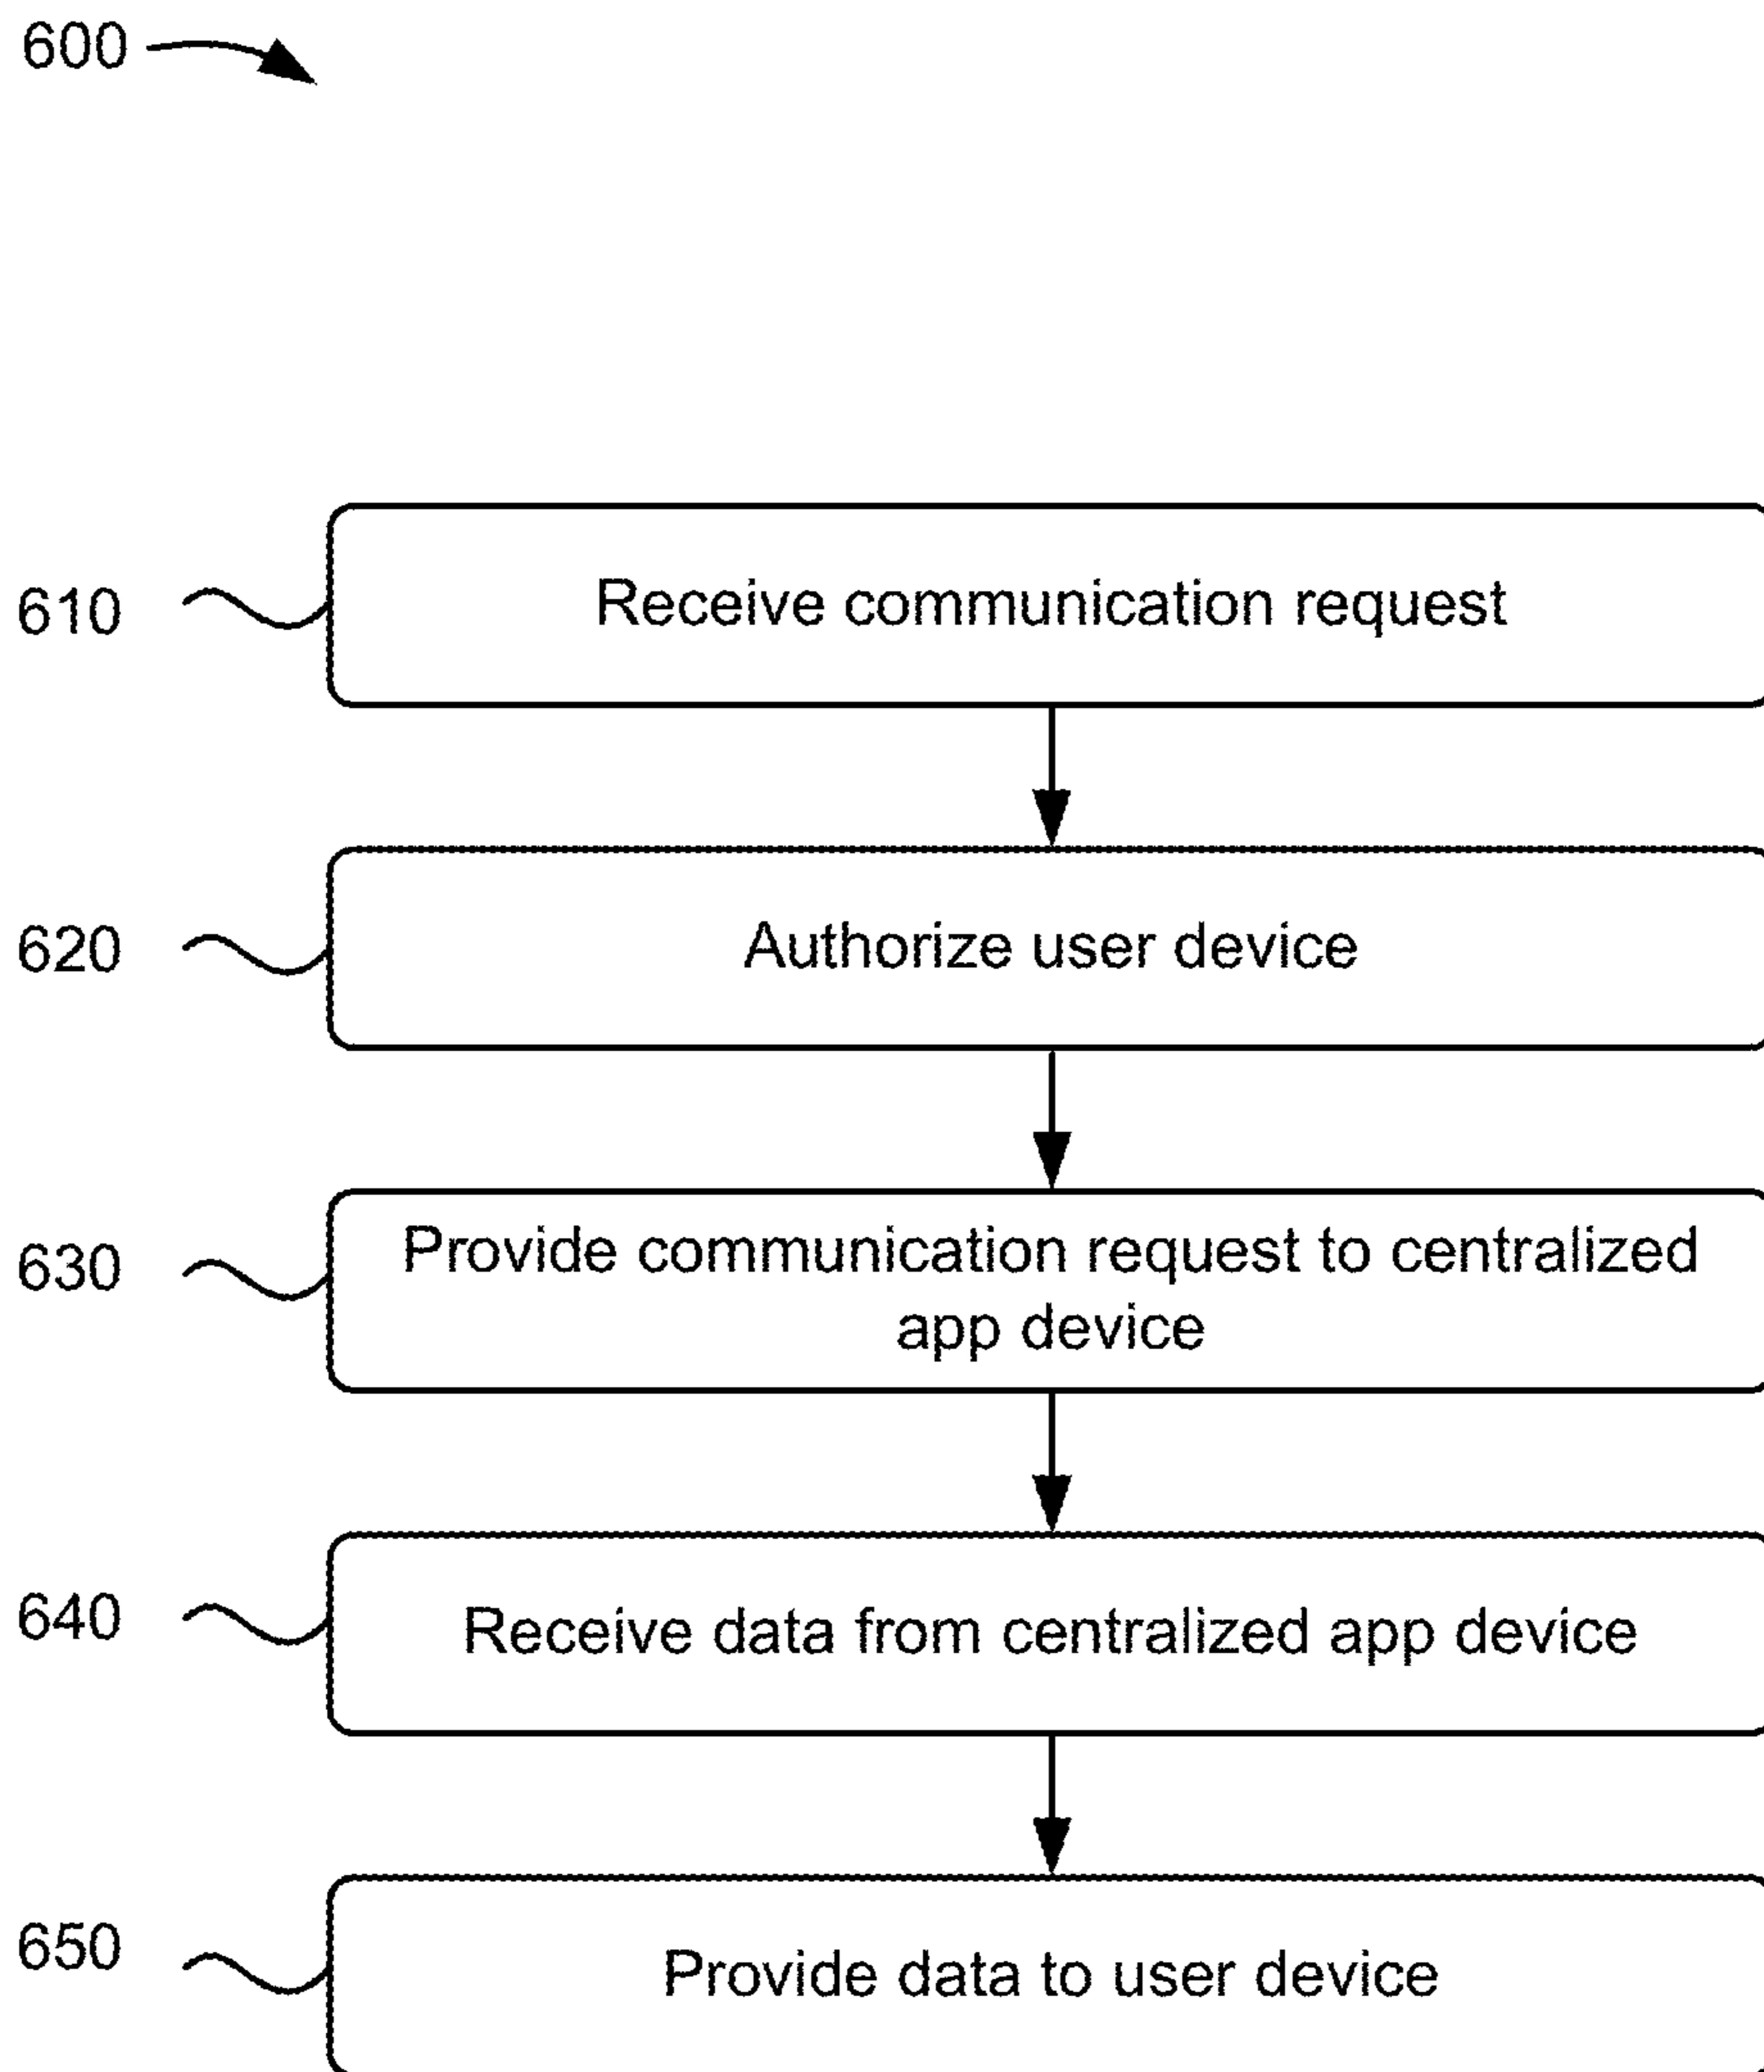 600
610
Receive communication request
620
Authorize user device
630
Provide communication request to centralized
app device
640
Receive data from centralized app device
650
Provide data to user device